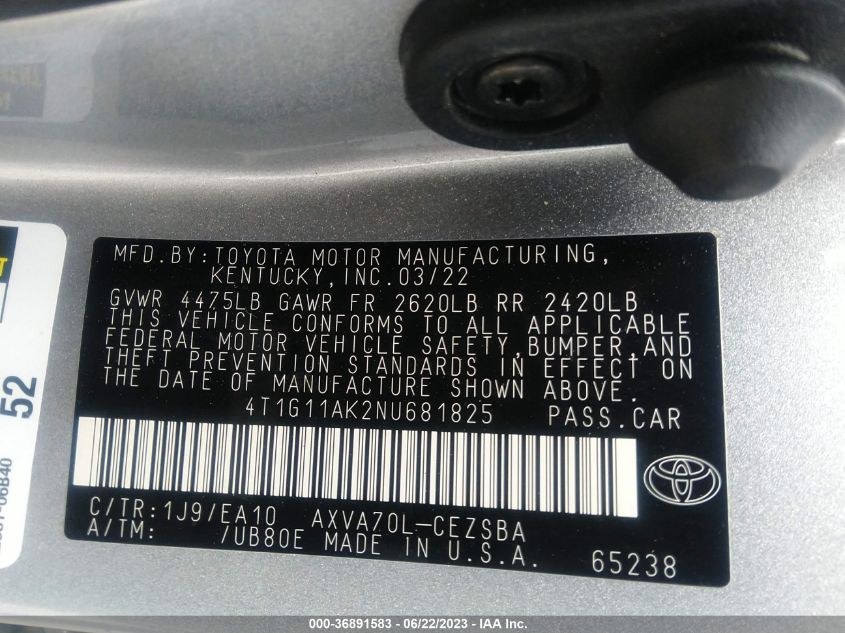 MFD.BY:TOYOTA MOTOR MANUFACTURING,
KENTUCKY,INC.03/22
GVWR 4475LB GAWR FR 2620LB RR 2420LB
THIS VEHICLE CONFORMS TO ALL APPLICABLE
FEDERAL MOTOR VEHICLE SAFETY,BUMPER,AND
THEFT PREVENTION STANDARDS IN EFFECT ON
THE DATE OF MANUFACTURE SHOWN ABOVE.
4T1G11AK2NU681825 PASS.CAR
C/TR:1J9/EA10 AXVA70L-CEZSBA
A/TM: /UB80E MADE IN U.S.A.
65238
52
06B40
000-36891583 - 06/22/2023 - IAA Inc.